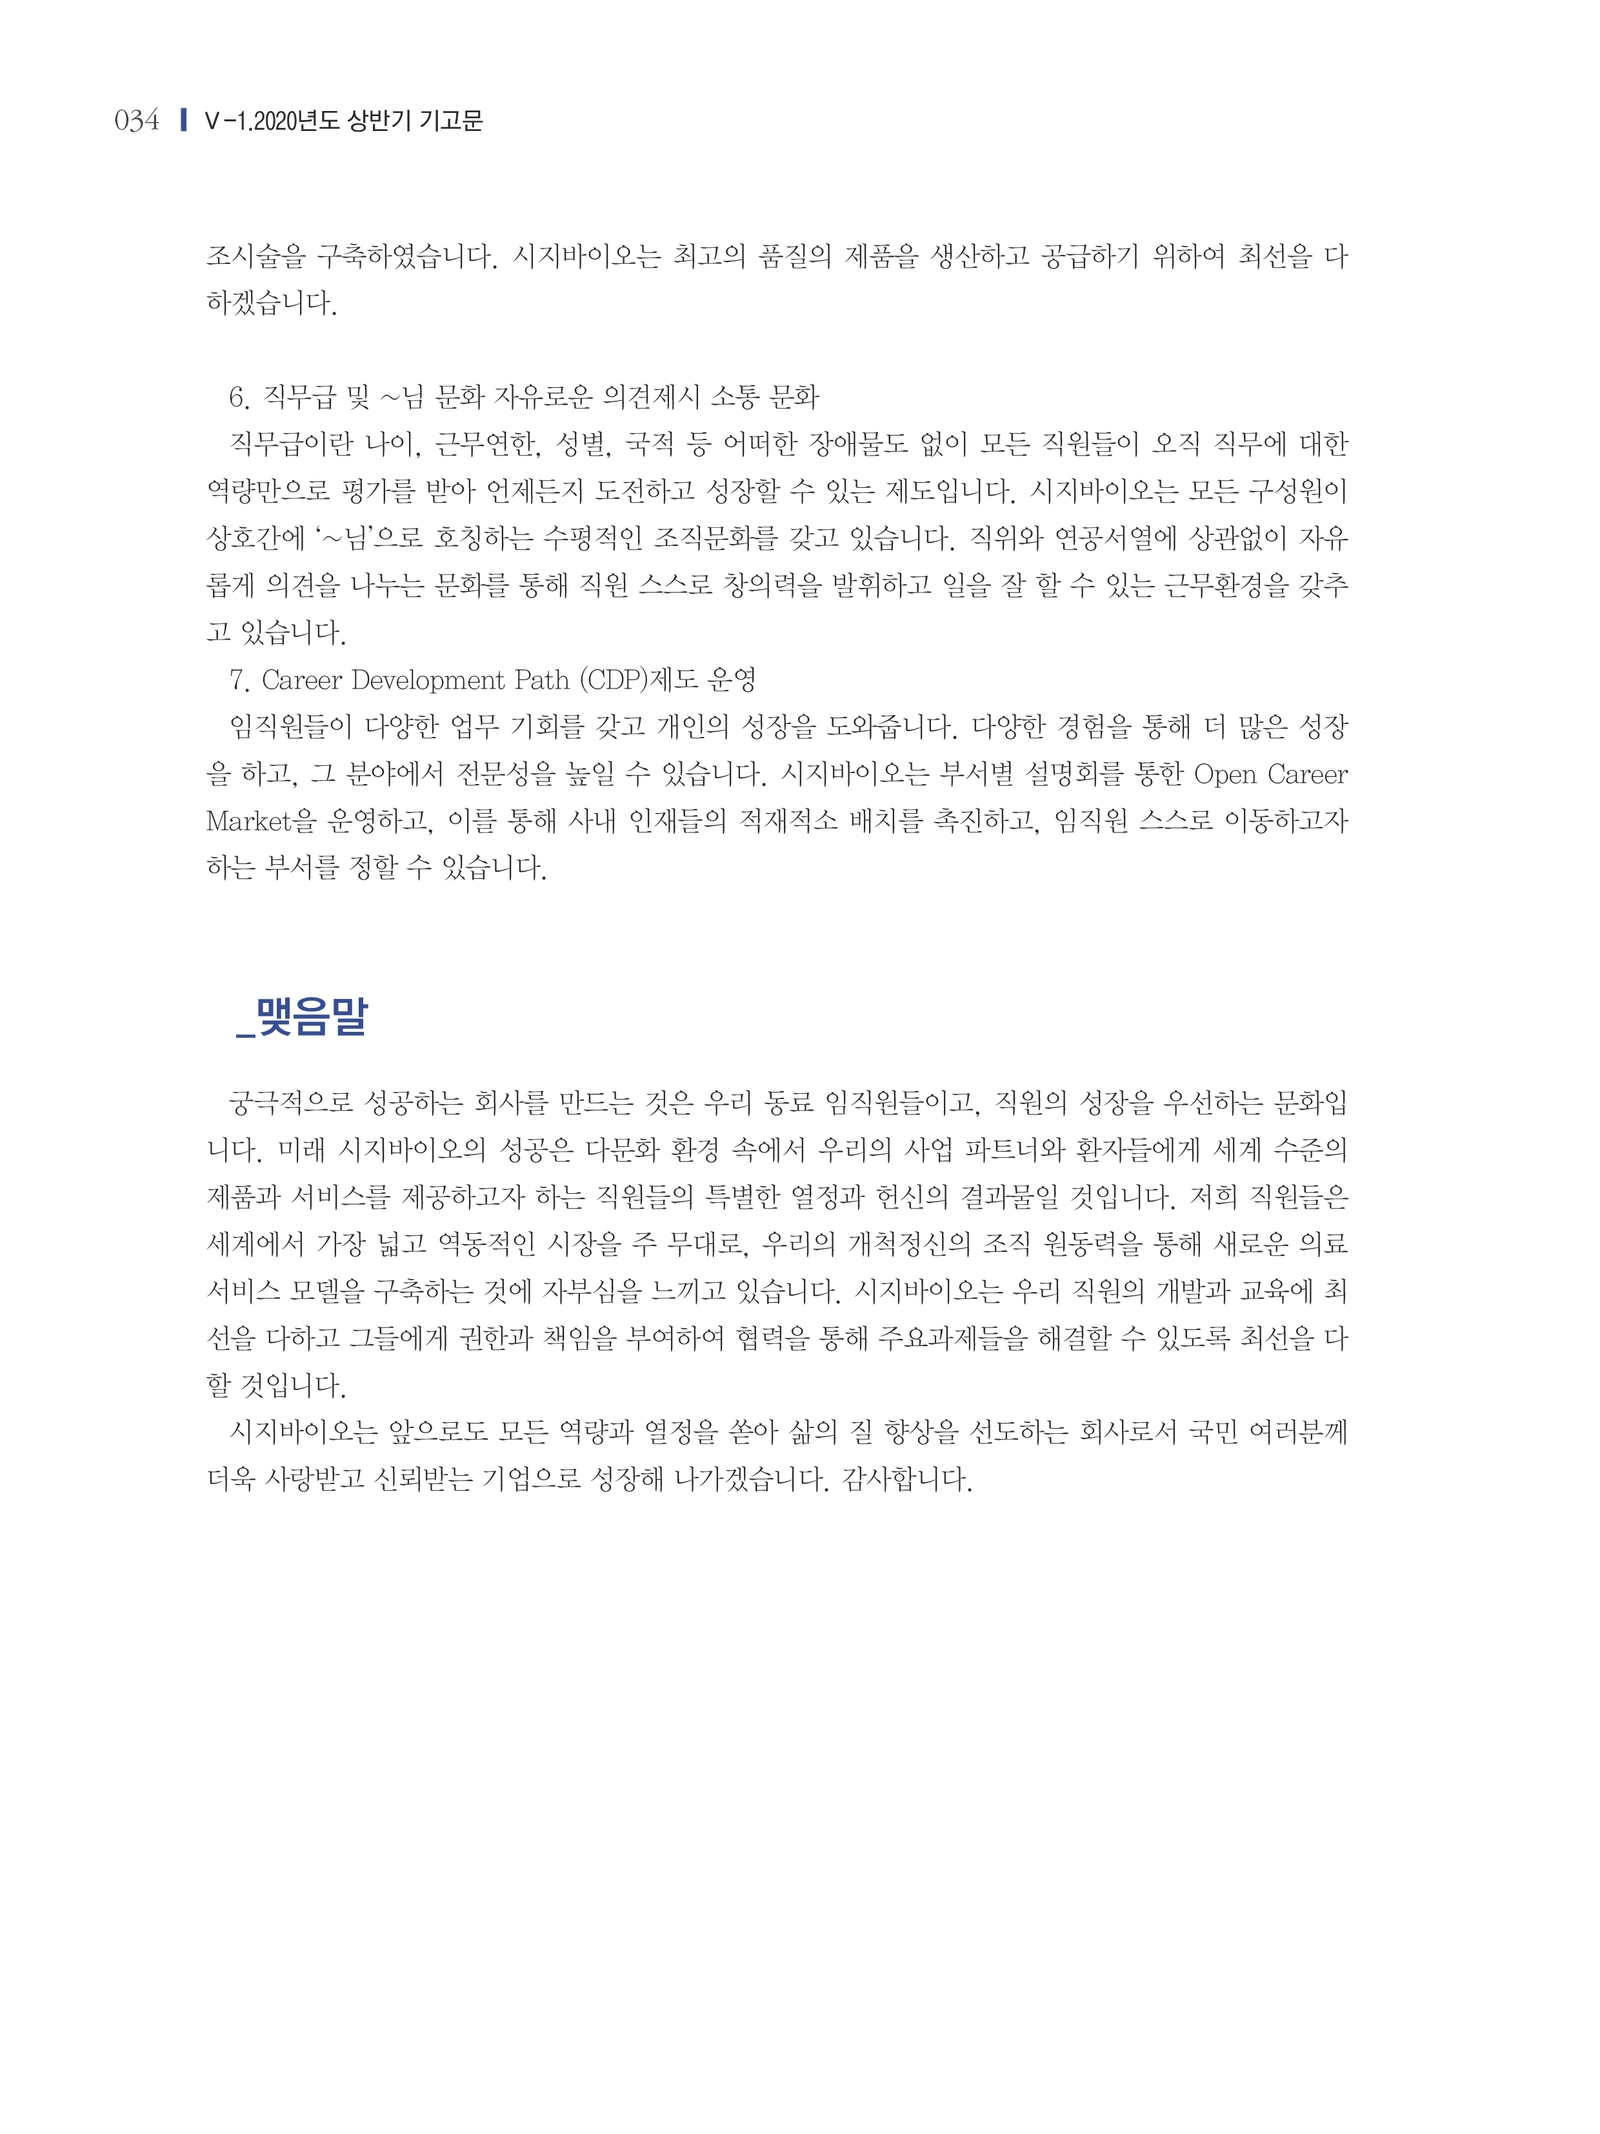 034 Ⅴ-1.2020년도 상반기 기고문
조시술을 구축하였습니다. 시지바이오는 최고의 품질의 제품을 생산하고 공급하기 위하여 최선을 다
하겠습니다.
6. 직무급 및 ~님 문화 자유로운 의견제시 소통 문화
직무급이란 나이, 근무연한, 성별, 국적 등 어떠한 장애물도 없이 모든 직원들이 오직 직무에 대한
역량만으로 평가를 받아 언제든지 도전하고 성장할 수 있는 제도입니다. 시지바이오는 모든 구성원이
상호간에 ‘~님’으로 호칭하는 수평적인 조직문화를 갖고 있습니다. 직위와 연공서열에 상관없이 자유
롭게 의견을 나누는 문화를 통해 직원 스스로 창의력을 발휘하고 일을 잘 할 수 있는 근무환경을 갖추
고 있습니다.
7. Career Development Path (CDP)제도 운영
임직원들이 다양한 업무 기회를 갖고 개인의 성장을 도와줍니다. 다양한 경험을 통해 더 많은 성장
을 하고, 그 분야에서 전문성을 높일 수 있습니다. 시지바이오는 부서별 설명회를 통한 Open Career
Market을 운영하고, 이를 통해 사내 인재들의 적재적소 배치를 촉진하고, 임직원 스스로 이동하고자
하는 부서를 정할 수 있습니다.
_맺음말
궁극적으로 성공하는 회사를 만드는 것은 우리 동료 임직원들이고, 직원의 성장을 우선하는 문화입
니다. 미래 시지바이오의 성공은 다문화 환경 속에서 우리의 사업 파트너와 환자들에게 세계 수준의
제품과 서비스를 제공하고자 하는 직원들의 특별한 열정과 헌신의 결과물일 것입니다. 저희 직원들은
세계에서 가장 넓고 역동적인 시장을 주 무대로, 우리의 개척정신의 조직 원동력을 통해 새로운 의료
서비스 모델을 구축하는 것에 자부심을 느끼고 있습니다. 시지바이오는 우리 직원의 개발과 교육에 최
선을 다하고 그들에게 권한과 책임을 부여하여 협력을 통해 주요과제들을 해결할 수 있도록 최선을 다
할 것입니다.
시지바이오는 앞으로도 모든 역량과 열정을 쏟아 삶의 질 향상을 선도하는 회사로서 국민 여러분께
더욱 사랑받고 신뢰받는 기업으로 성장해 나가겠습니다. 감사합니다.